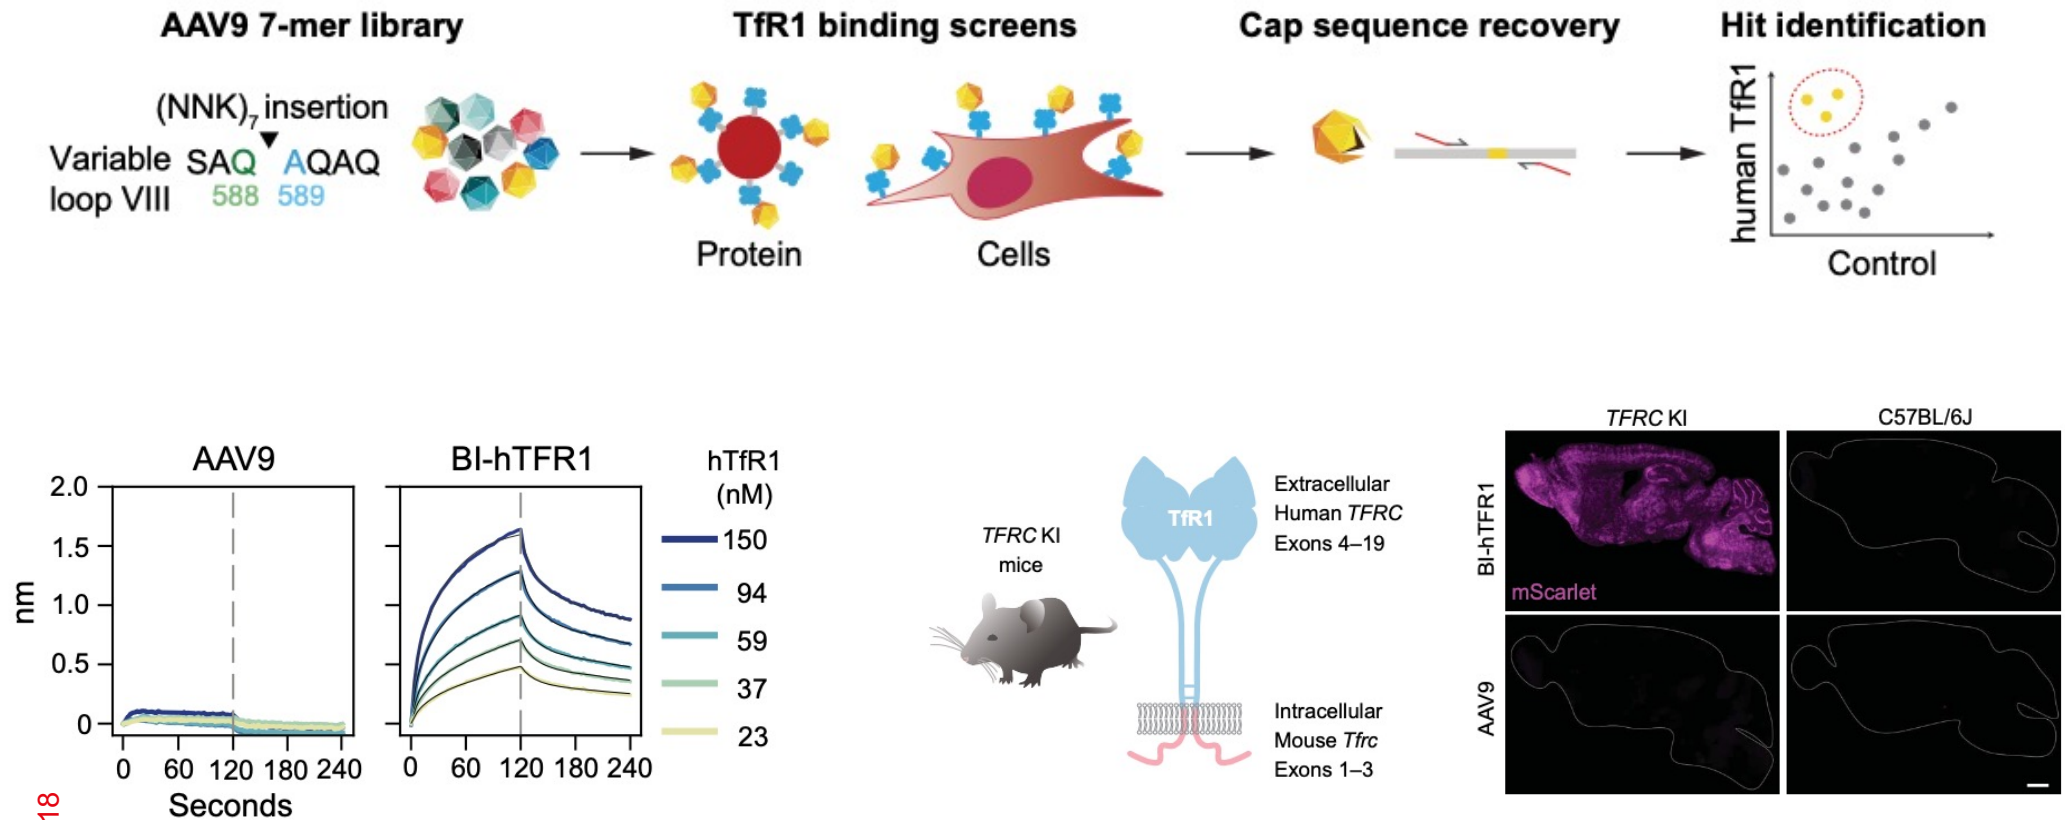 AAV9 7-mer library
TfR1 binding screens
Cap sequence recovery
Hit identification
(NNK)7 insertion
Variable loop VIII
SAQ AQAQ
588 589
Protein
Cells
human TfR1
Control
AAV9
BI-hTFR1
hTfR1
(nM)
2.0
1.5
1.0
0.5
0
nm
150
94
59
37
23
0 60 120 180 240
0 60 120 180 240
Seconds
18
TFRC KI
mice
TfR1
Extracellular
Human TFRC
Exons 4–19
Intracellular
Mouse Tfrc
Exons 1–3
TFRC KI
C57BL/6J
BI-hTFR1
mScarlet
AAV9